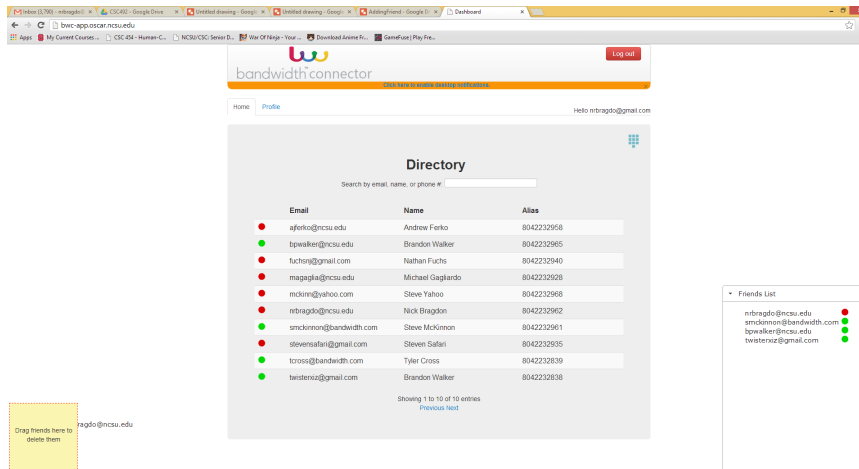 Inbox (3,796) - nrbragdo@ CSC492 - Google Drive Untitled drawing - Google Untitled drawing - Google AddingFriend - Google D Dashboard
bwc-app.oscar.ncsu.edu
Apps My Current Courses ... CSC 454 - Human-C... NCSU/CSC: Senior D... War Of Ninja - Your ... Download Anime Fr... GameFuse | Play Fre...
bandwidth connector
Log out
Click here to enable desktop notifications.
Home Profile
Hello nrbragdo@gmail.com
Directory
Search by email, name, or phone #:
Email Name Alias
ajferko@ncsu.edu Andrew Ferko 8042232958
bpwalker@ncsu.edu Brandon Walker 8042232965
fuchsnj@gmail.com Nathan Fuchs 8042232940
magaglia@ncsu.edu Michael Gagliardo 8042232928
mckinn@yahoo.com Steve Yahoo 8042232968
nrbragdo@ncsu.edu Nick Bragdon 8042232962
smckinnon@bandwidth.com Steve McKinnon 8042232961
stevensafari@gmail.com Steven Safari 8042232935
tcross@bandwidth.com Tyler Cross 8042232839
twisterxiz@gmail.com Brandon Walker 8042232838
Showing 1 to 10 of 10 entries
Previous Next
Friends List
nrbragdo@ncsu.edu
smckinnon@bandwidth.com
bpwalker@ncsu.edu
twisterxiz@gmail.com
ragdo@ncsu.edu
Drag friends here to
delete them